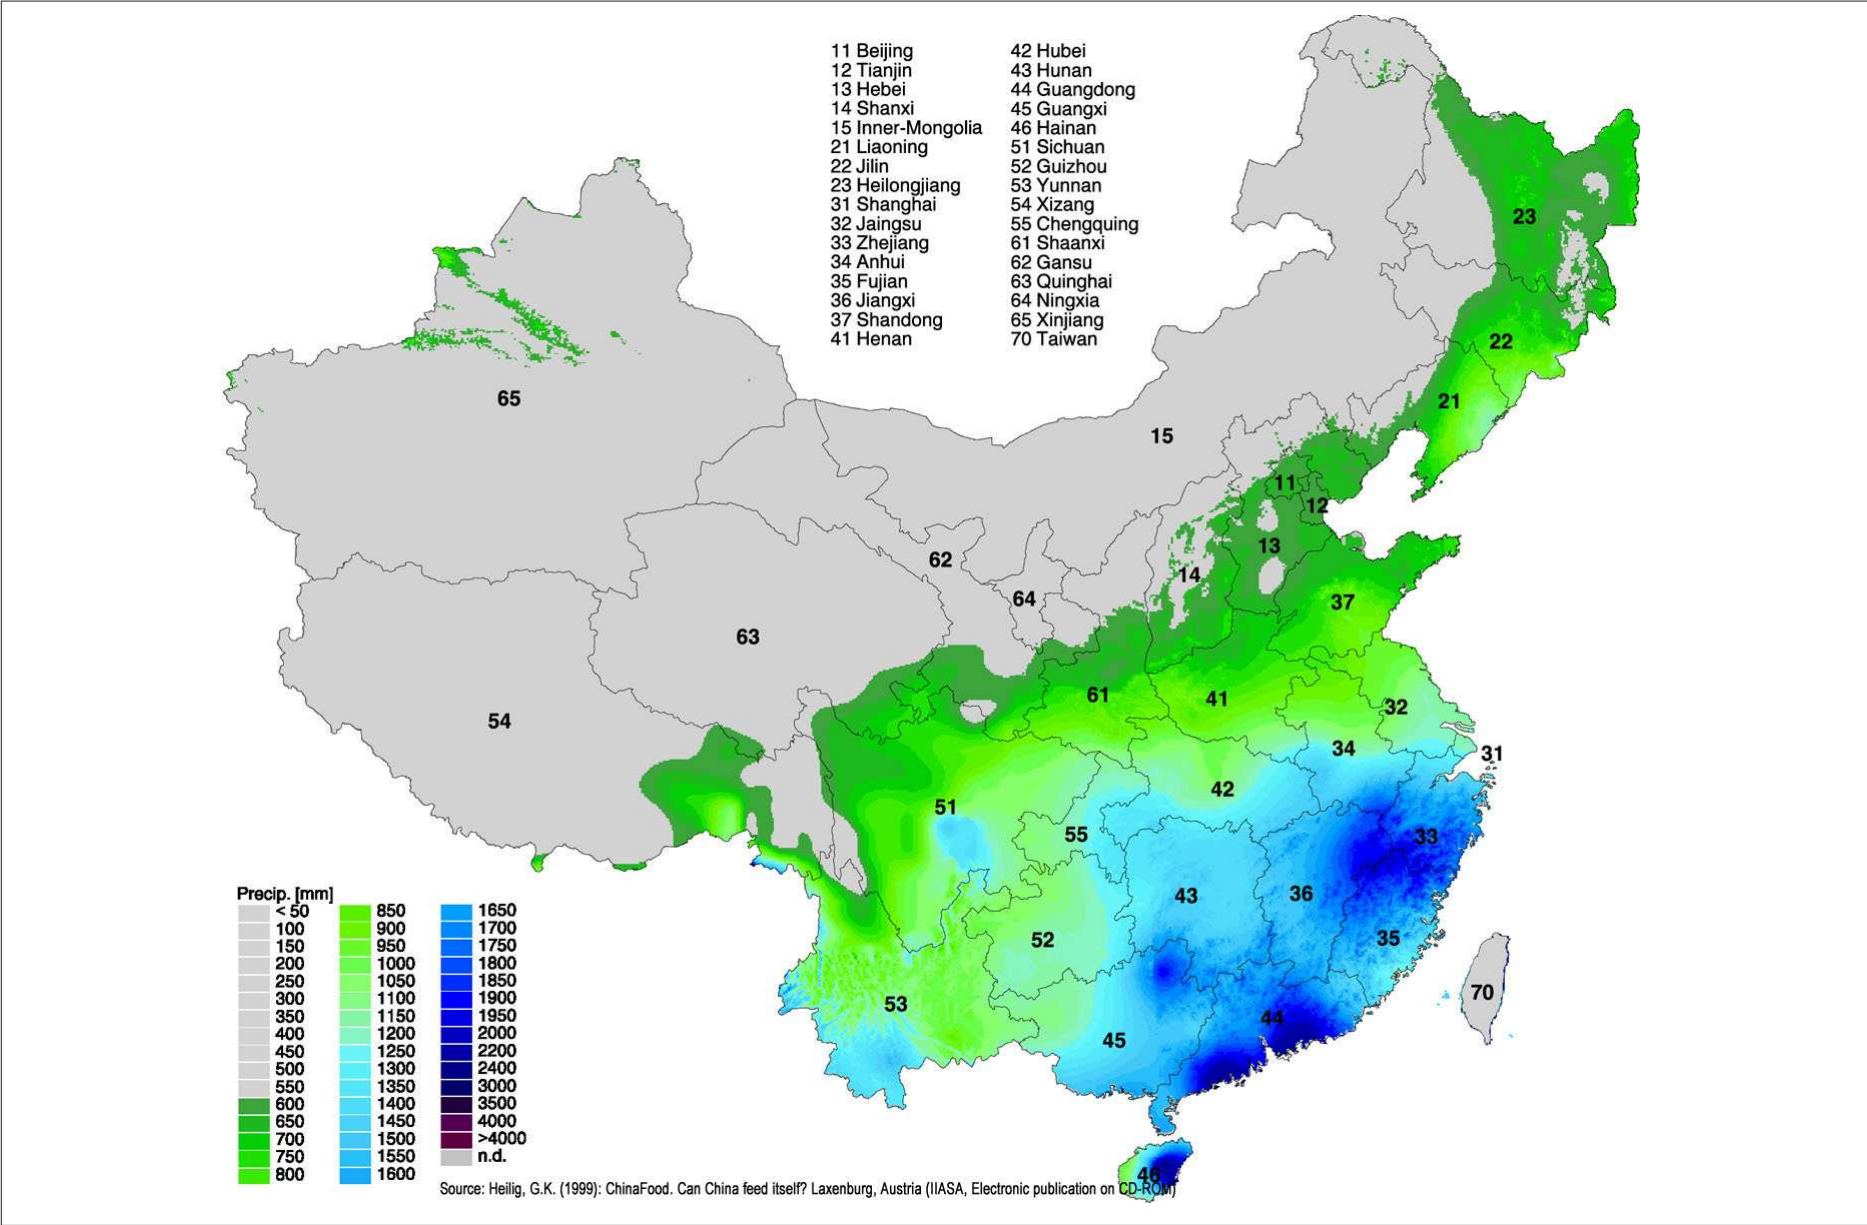 11 Beijing
12 Tianjin
13 Hebei
14 Shanxi
15 Inner-Mongolia
21 Liaoning
22 Jilin
23 Heilongjiang
31 Shanghai
32 Jaingsu
33 Zhejiang
34 Anhui
35 Fujian
36 Jiangxi
37 Shandong
41 Henan
42 Hubei
43 Hunan
44 Guangdong
45 Guangxi
46 Hainan
51 Sichuan
52 Guizhou
53 Yunnan
54 Xizang
55 Chengquing
61 Shaanxi
62 Gansu
63 Quinghai
64 Ningxia
65 Xinjiang
70 Taiwan
23
22
65
21
15
11
12
13
62
14
64
37
63
61
41
32
54
34
31
42
51
55
33
43
36
35
52
70
53
44
45
46
Precip. [mm]
< 50
100
150
200
250
300
350
400
450
500
550
600
650
700
750
800
850
900
950
1000
1050
1100
1150
1200
1250
1300
1350
1400
1450
1500
1550
1600
1650
1700
1750
1800
1850
1900
1950
2000
2200
2400
3000
3500
4000
>4000
n.d.
Source: Heilig, G.K. (1999): ChinaFood. Can China feed itself? Laxenburg, Austria (IIASA, Electronic publication on CD-ROM)